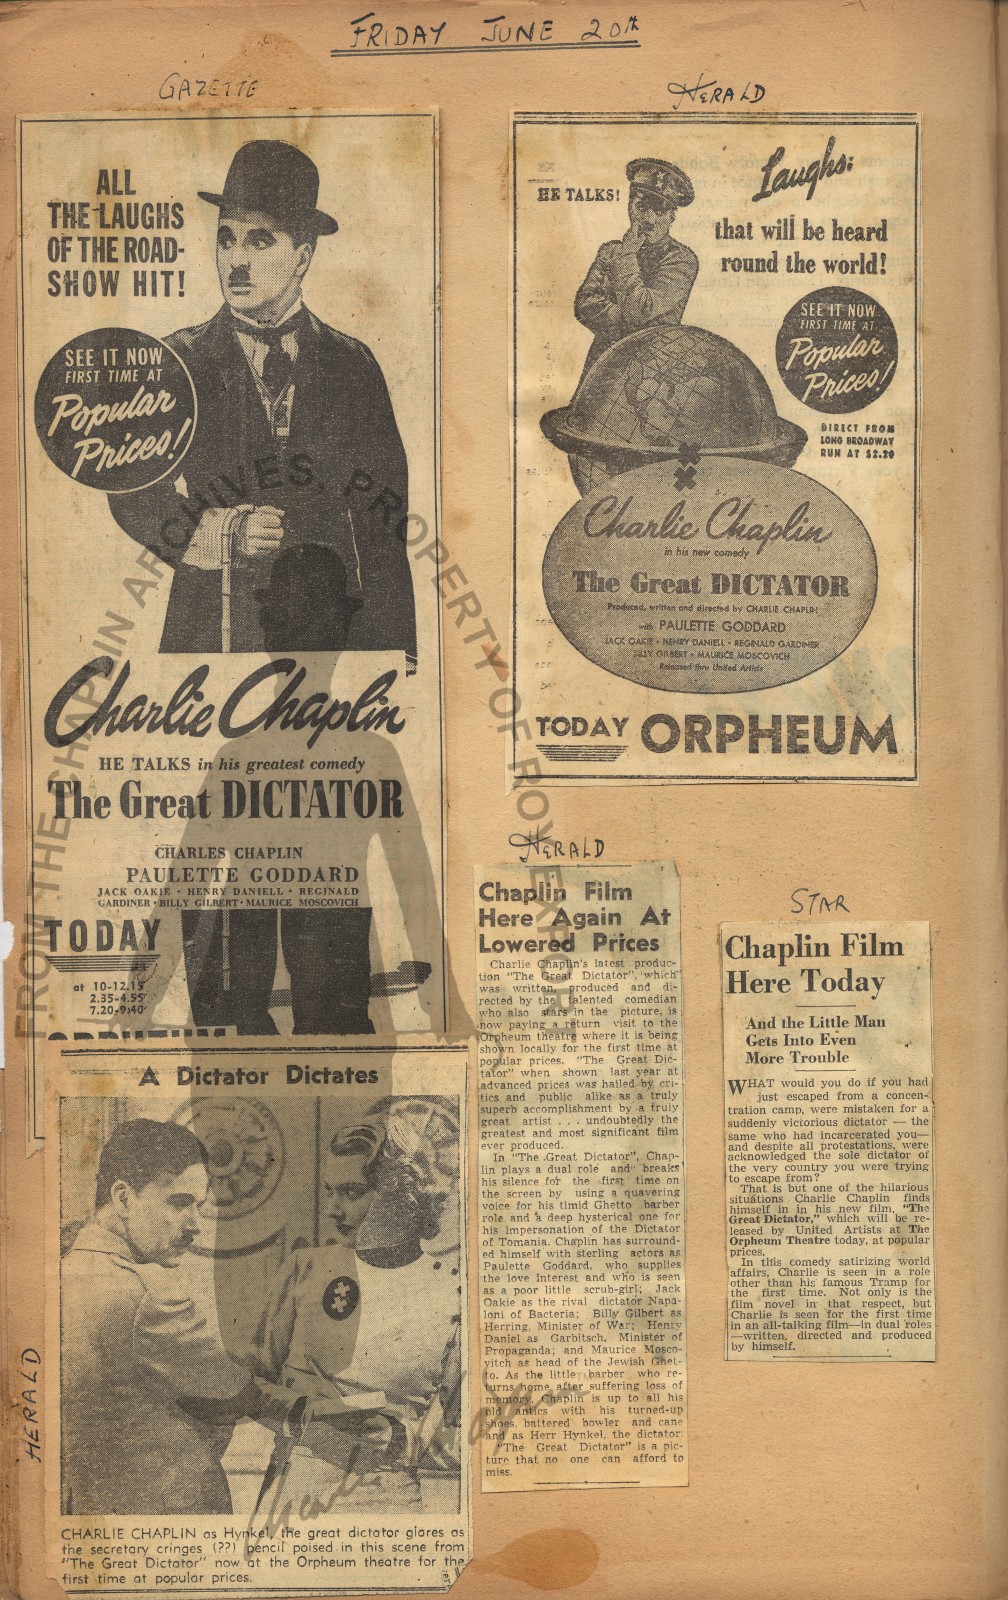 FRIDAY JUNE 20th
GAZETTE
ALL
THE LAUGHS
OF THE ROAD-
SHOW HIT!
SEE IT NOW
FIRST TIME AT
Popular
Prices!
Charlie Chaplin
HE TALKS in his greatest comedy
The Great DICTATOR
CHARLES CHAPLIN
PAULETTE GODDARD
JACK OAKIE · HENRY DANIELL · REGINALD
GARDINER · BILLY GILBERT · MAURICE MOSCOVICH
TODAY
at 10-12.15
2.35-4.55
7.20-9.40
HERALD
HE TALKS!
Laughs:
that will be heard
round the world!
SEE IT NOW
FIRST TIME AT
Popular
Prices!
DIRECT FROM
LONG BROADWAY
RUN AT $2.20
Charlie Chaplin
in his new comedy
The Great DICTATOR
Produced, written and directed by CHARLIE CHAPLIN
with PAULETTE GODDARD
JACK OAKIE · HENRY DANIELL · REGINALD GARDINER
BILLY GILBERT · MAURICE MOSCOVICH
Released thru United Artists
TODAY ORPHEUM
HERALD
A Dictator Dictates
CHARLIE CHAPLIN as Hynkel, the great dictator glares as
the secretary cringes (??) pencil poised in this scene from
"The Great Dictator" now at the Orpheum theatre for the
first time at popular prices.
HERALD
Chaplin Film
Here Again At
Lowered Prices
Charlie Chaplin's latest produc-
tion "The Great Dictator", which
was written, produced and di-
rected by the talented comedian
who also stars in the picture, is
now paying a return visit to the
Orpheum theatre where it is being
shown locally for the first time at
popular prices. "The Great Dic-
tator" when shown last year at
advanced prices was hailed by cri-
tics and public alike as a truly
superb accomplishment by a truly
great artist . . . undoubtedly the
greatest and most significant film
ever produced.
In "The Great Dictator", Chap-
lin plays a dual role and breaks
his silence for the first time on
the screen by using a quavering
voice for his timid Ghetto barber
role and a deep hysterical one for
his impersonation of the Dictator
of Tomania. Chaplin has surround-
ed himself with sterling actors as
Paulette Goddard, who supplies
the love interest and who is seen
as a poor little scrub-girl; Jack
Oakie as the rival dictator Napa-
loni of Bacteria; Billy Gilbert as
Herring, Minister of War; Henry
Daniel as Garbitsch, Minister of
Propaganda; and Maurice Mosco-
vitch as head of the Jewish Ghet-
to. As the little barber who re-
turns home after suffering loss of
memory, Chaplin is up to all his
old antics with his turned-up
shoes, battered bowler and cane
and as Herr Hynkel, the dictator.
"The Great Dictator" is a pic-
ture that no one can afford to
miss.
STAR
Chaplin Film
Here Today
And the Little Man
Gets Into Even
More Trouble
WHAT would you do if you had
just escaped from a concen-
tration camp, were mistaken for a
suddenly victorious dictator — the
same who had incarcerated you—
and despite all protestations, were
acknowledged the sole dictator of
the very country you were trying
to escape from?
That is but one of the hilarious
situations Charlie Chaplin finds
himself in in his new film, "The
Great Dictator," which will be re-
leased by United Artists at The
Orpheum Theatre today, at popular
prices.
In this comedy satirizing world
affairs, Charlie is seen in a role
other than his famous Tramp for
the first time. Not only is the
film novel in that respect, but
Charlie is seen for the first time
in an all-talking film—in dual roles
—written, directed and produced
by himself.
FROM THE CHAPLIN ARCHIVES, PROPERTY OF ROY EXPORT
Charlie Chaplin